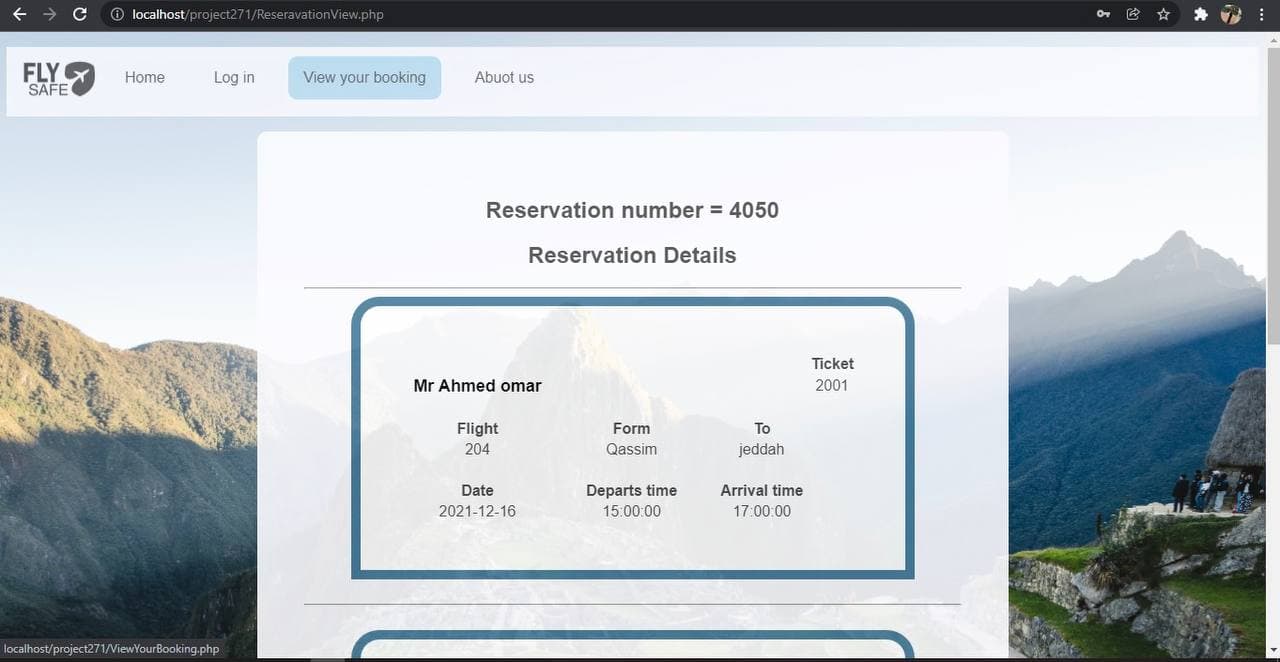 localhost/project271/ReseravationView.php
FLY SAFE
Home Log in View your booking Abuot us
Reservation number = 4050
Reservation Details
Ticket
2001
Mr Ahmed omar
Flight Form To
204 Qassim jeddah
Date Departs time Arrival time
2021-12-16 15:00:00 17:00:00
localhost/project271/ViewYourBooking.php